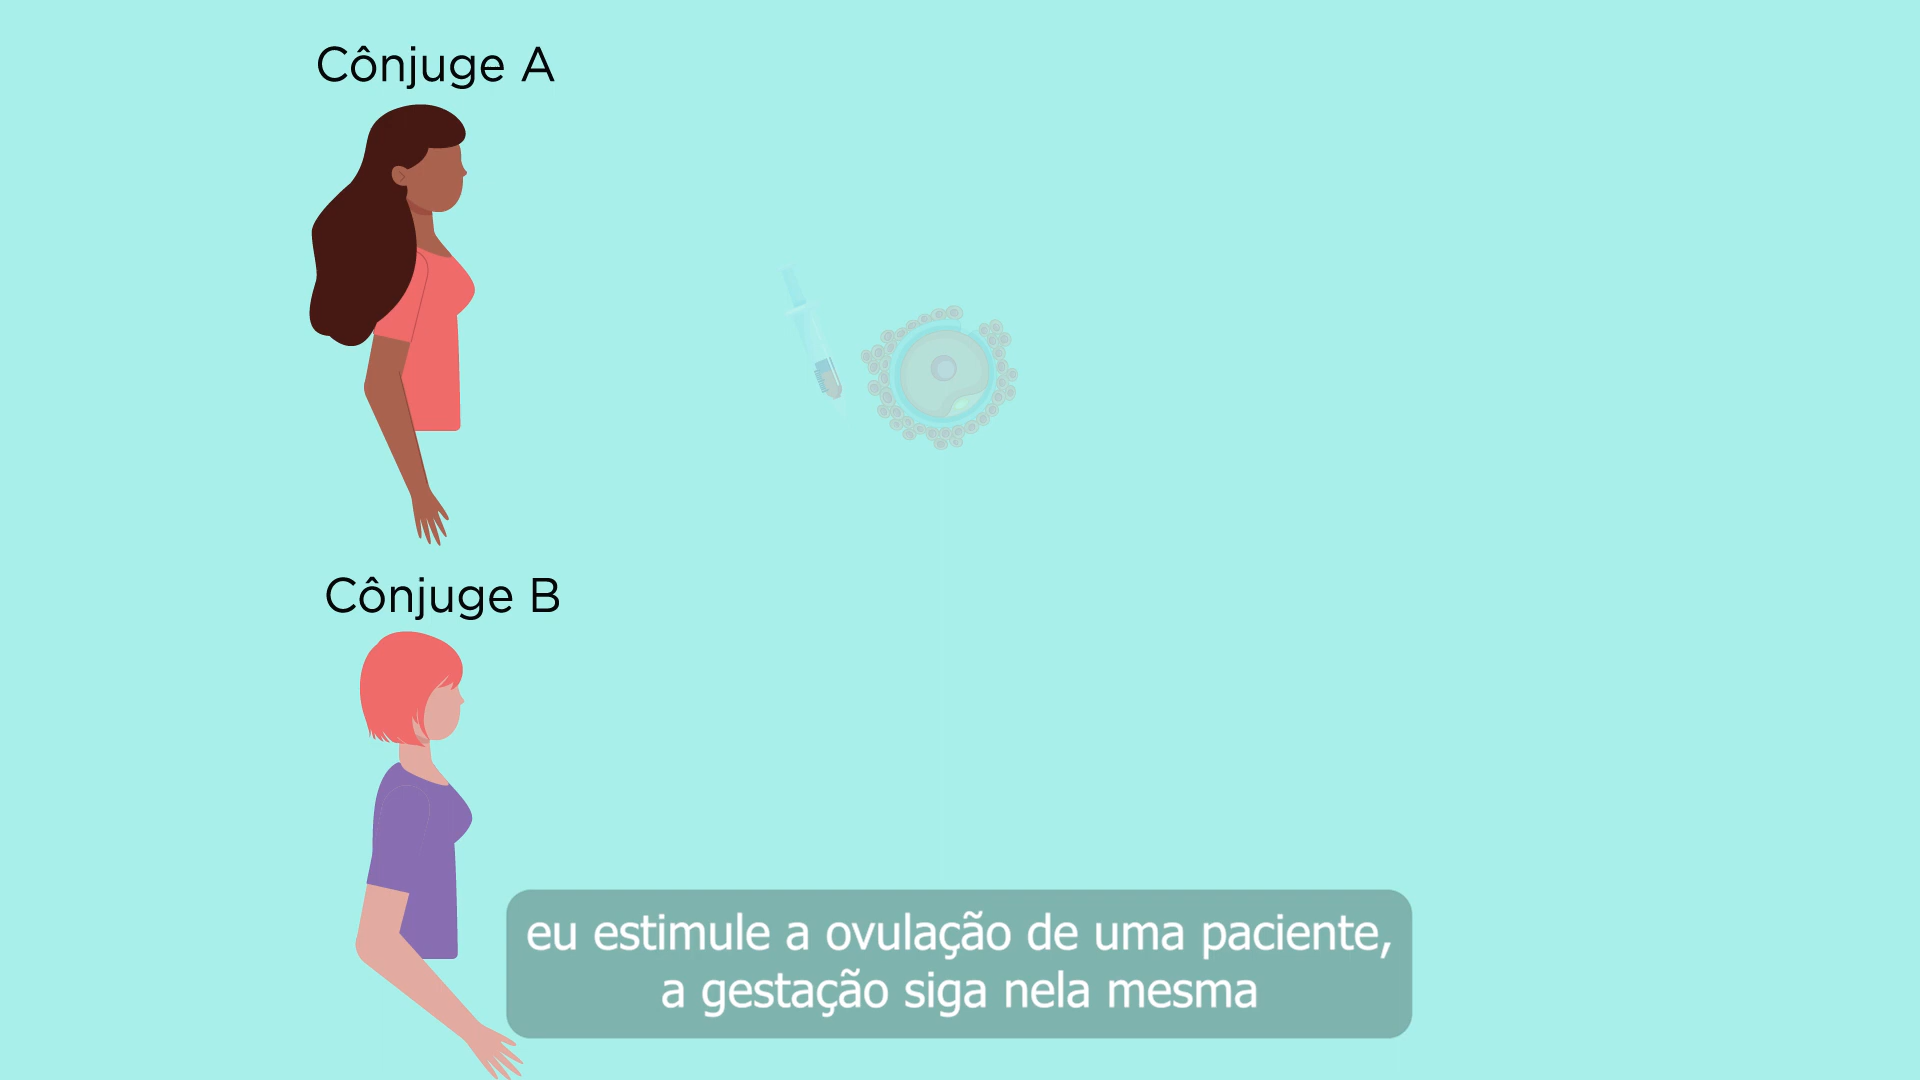 Cônjuge A
Cônjuge B
eu estimule a ovulação de uma paciente,
a gestação siga nela mesma